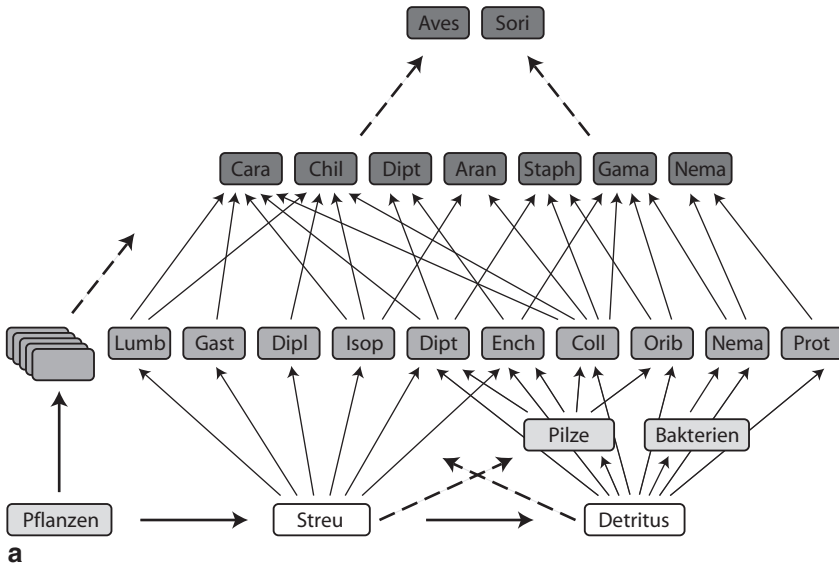 Aves Sori
Cara Chil Dipt Aran Staph Gama Nema
Lumb Gast Dipl Isop Dipt Ench Coll Orib Nema Prot
Pilze Bakterien
Pflanzen Streu Detritus
a